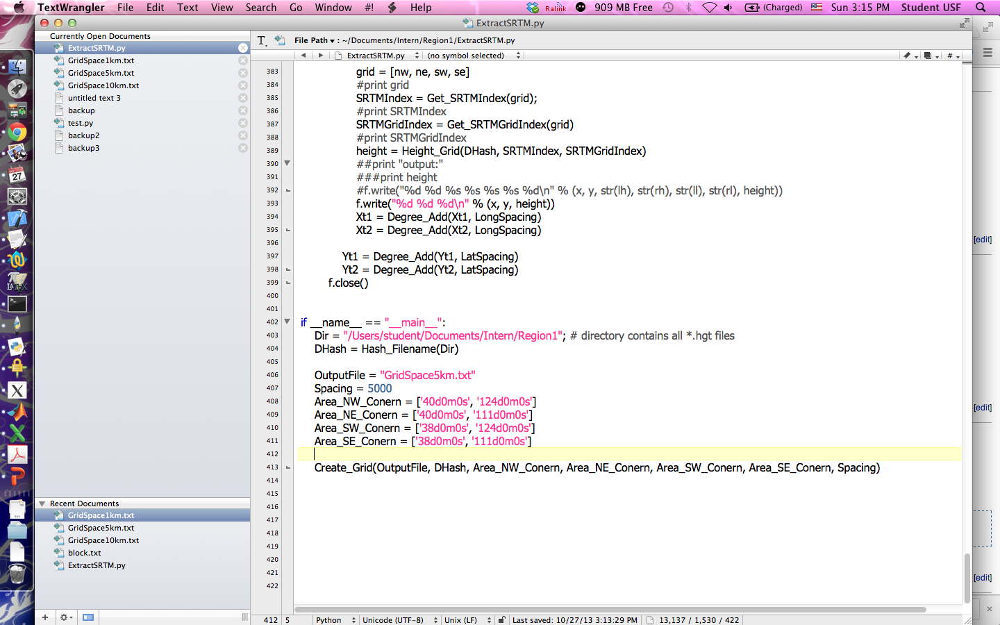 TextWrangler File Edit Text View Search Go Window #! Help Ralink 909 MB Free (Charged) Sun 3:15 PM Student USF
ExtractSRTM.py
Currently Open Documents
ExtractSRTM.py
GridSpace1km.txt
GridSpace5km.txt
GridSpace10km.txt
untitled text 3
backup
test.py
backup2
backup3
Recent Documents
GridSpace1km.txt
GridSpace5km.txt
GridSpace10km.txt
block.txt
ExtractSRTM.py
File Path : ~/Documents/Intern/Region1/ExtractSRTM.py
ExtractSRTM.py (no symbol selected)
383 grid = [nw, ne, sw, se]
384 #print grid
385 SRTMIndex = Get_SRTMIndex(grid);
386 #print SRTMIndex
387 SRTMGridIndex = Get_SRTMGridIndex(grid)
388 #print SRTMGridIndex
389 height = Height_Grid(DHash, SRTMIndex, SRTMGridIndex)
390 ##print "output:"
391 ###print height
392 #f.write("%d %d %s %s %s %s %d\n" % (x, y, str(lh), str(rh), str(ll), str(rl), height))
393 f.write("%d %d %d\n" % (x, y, height))
394 Xt1 = Degree_Add(Xt1, LongSpacing)
395 Xt2 = Degree_Add(Xt2, LongSpacing)
396
397 Yt1 = Degree_Add(Yt1, LatSpacing)
398 Yt2 = Degree_Add(Yt2, LatSpacing)
399 f.close()
400
401
402 if __name__ == "__main__":
403 Dir = "/Users/student/Documents/Intern/Region1"; # directory contains all *.hgt files
404 DHash = Hash_Filename(Dir)
405
406 OutputFile = "GridSpace5km.txt"
407 Spacing = 5000
408 Area_NW_Conern = ['40d0m0s', '124d0m0s']
409 Area_NE_Conern = ['40d0m0s', '111d0m0s']
410 Area_SW_Conern = ['38d0m0s', '124d0m0s']
411 Area_SE_Conern = ['38d0m0s', '111d0m0s']
412
413 Create_Grid(OutputFile, DHash, Area_NW_Conern, Area_NE_Conern, Area_SW_Conern, Area_SE_Conern, Spacing)
414
415
416
417
418
419
420
421
422
[edit]
[edit]
[edit]
412 5 Python Unicode (UTF-8) Unix (LF) Last saved: 10/27/13 3:13:29 PM 13,137 / 1,530 / 422